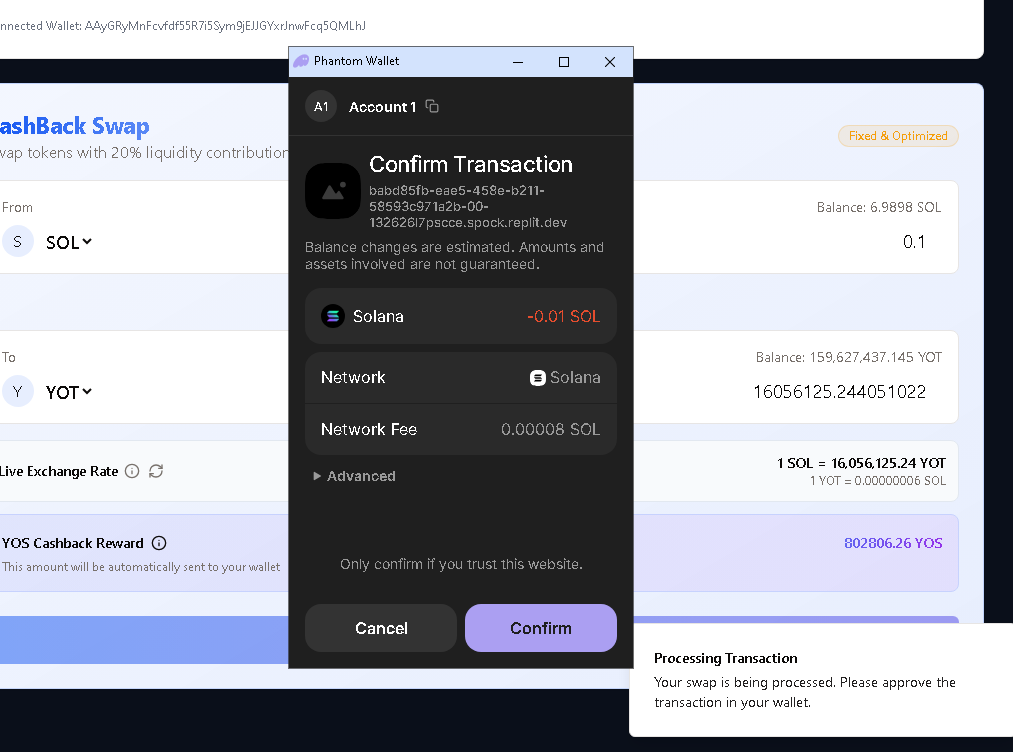 nnected Wallet: AAyGRyMnFcvfdf55R7i5Sym9jEJJGYxrJnwFcq5QMLhJ
Phantom Wallet
A1 Account 1
ashBack Swap
wap tokens with 20% liquidity contribution
Fixed & Optimized
Confirm Transaction
babd85fb-eae5-458e-b211-
58593c971a2b-00-
132626l7pscce.spock.replit.dev
Balance changes are estimated. Amounts and
assets involved are not guaranteed.
From
Balance: 6.9898 SOL
S SOL
0.1
Solana -0.01 SOL
Network Solana
Network Fee 0.00008 SOL
Advanced
To
Balance: 159,627,437.145 YOT
Y YOT
16056125.244051022
Live Exchange Rate
1 SOL = 16,056,125.24 YOT
1 YOT = 0.00000006 SOL
YOS Cashback Reward
802806.26 YOS
This amount will be automatically sent to your wallet
Only confirm if you trust this website.
Cancel Confirm
Processing Transaction
Your swap is being processed. Please approve the
transaction in your wallet.